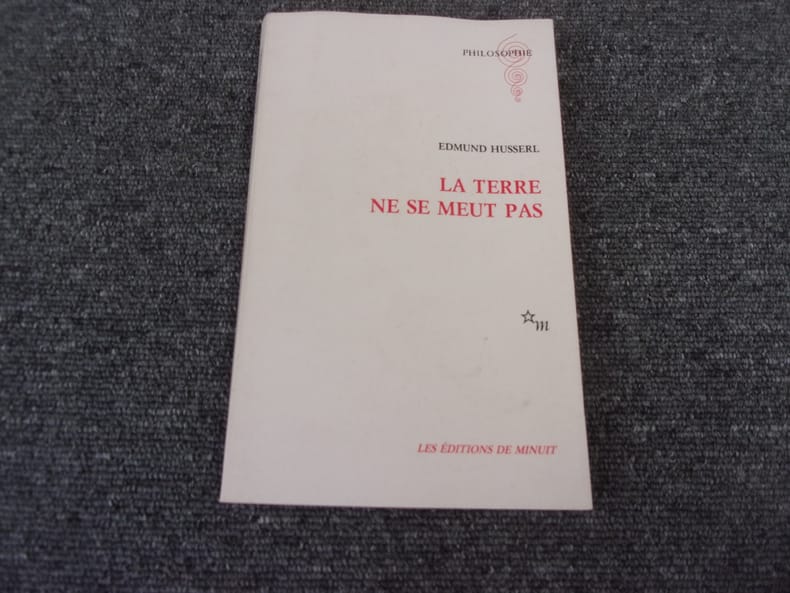 PHILOSOPHIE
EDMUND HUSSERL
LA TERRE
NE SE MEUT PAS
m
LES ÉDITIONS DE MINUIT